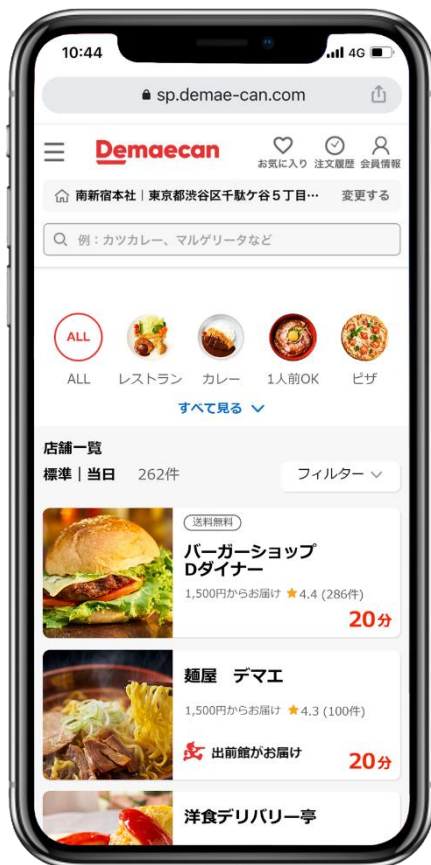 10:44
4G
sp.demae-can.com
Demaecan
お気に入り 注文履歴 会員情報
南新宿本社|東京都渋谷区千駄ケ谷5丁目… 変更する
例:カツカレー、マルゲリータなど
ALL
ALL レストラン カレー 1人前OK ピザ
すべて見る
店舗一覧
標準|当日 262件 フィルター
送料無料
バーガーショップ
Dダイナー
1,500円からお届け ★4.4 (286件)
20分
麺屋 デマエ
1,500円からお届け ★4.3 (100件)
出前館がお届け 20分
洋食デリバリー亭